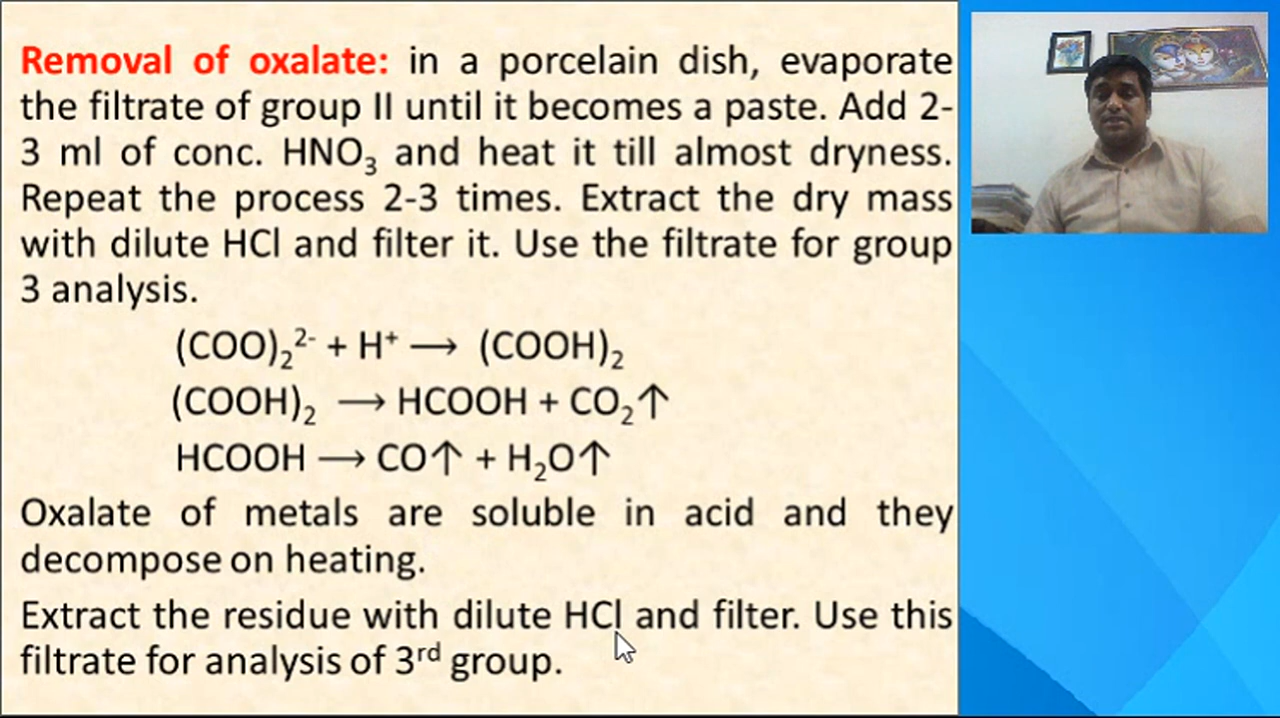 Removal of oxalate: in a porcelain dish, evaporate
the filtrate of group II until it becomes a paste. Add 2-
3 ml of conc. HNO₃ and heat it till almost dryness.
Repeat the process 2-3 times. Extract the dry mass
with dilute HCl and filter it. Use the filtrate for group
3 analysis.
(COO)₂²⁻ + H⁺ ⟶ (COOH)₂
(COOH)₂ ⟶ HCOOH + CO₂↑
HCOOH ⟶ CO↑ + H₂O↑
Oxalate of metals are soluble in acid and they
decompose on heating.
Extract the residue with dilute HCl and filter. Use this
filtrate for analysis of 3ʳᵈ group.